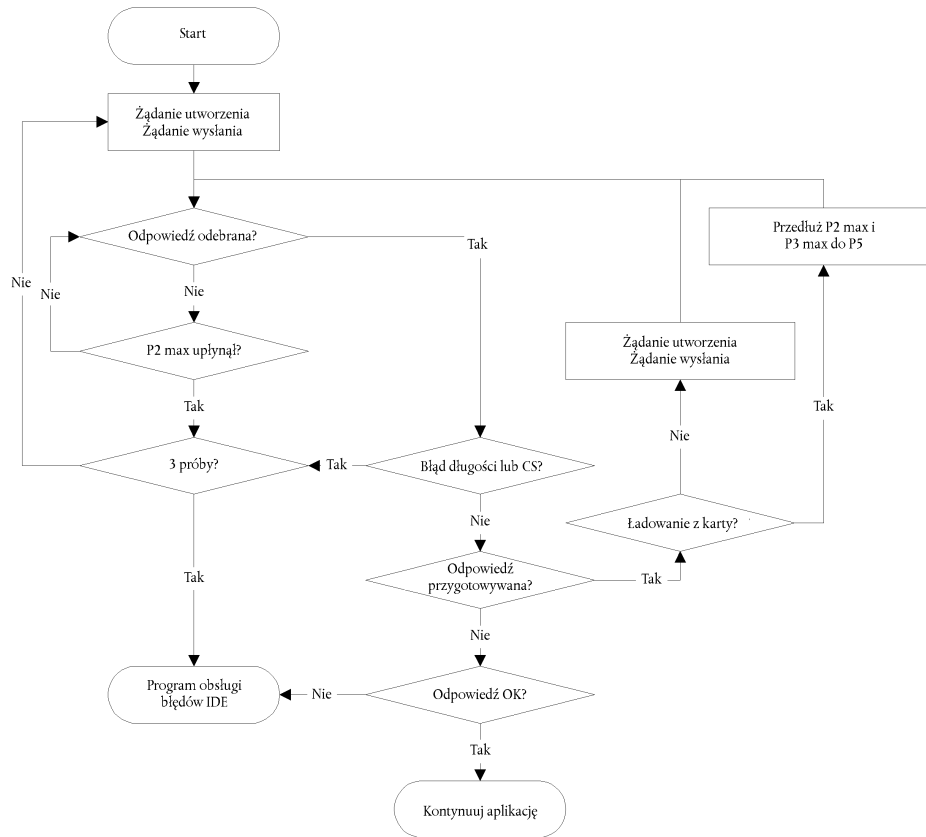 Start
Żądanie utworzenia
Żądanie wysłania
Odpowiedź odebrana?
Tak
Przedłuż P2 max i
P3 max do P5
Nie
Nie
Nie
P2 max upłynął?
Żądanie utworzenia
Żądanie wysłania
Tak
Tak
Nie
3 próby?
Tak
Błąd długości lub CS?
Nie
Ładowanie z karty?
Odpowiedź
przygotowywana?
Tak
Tak
Nie
Program obsługi
błędów IDE
Nie
Odpowiedź OK?
Tak
Kontynuuj aplikację